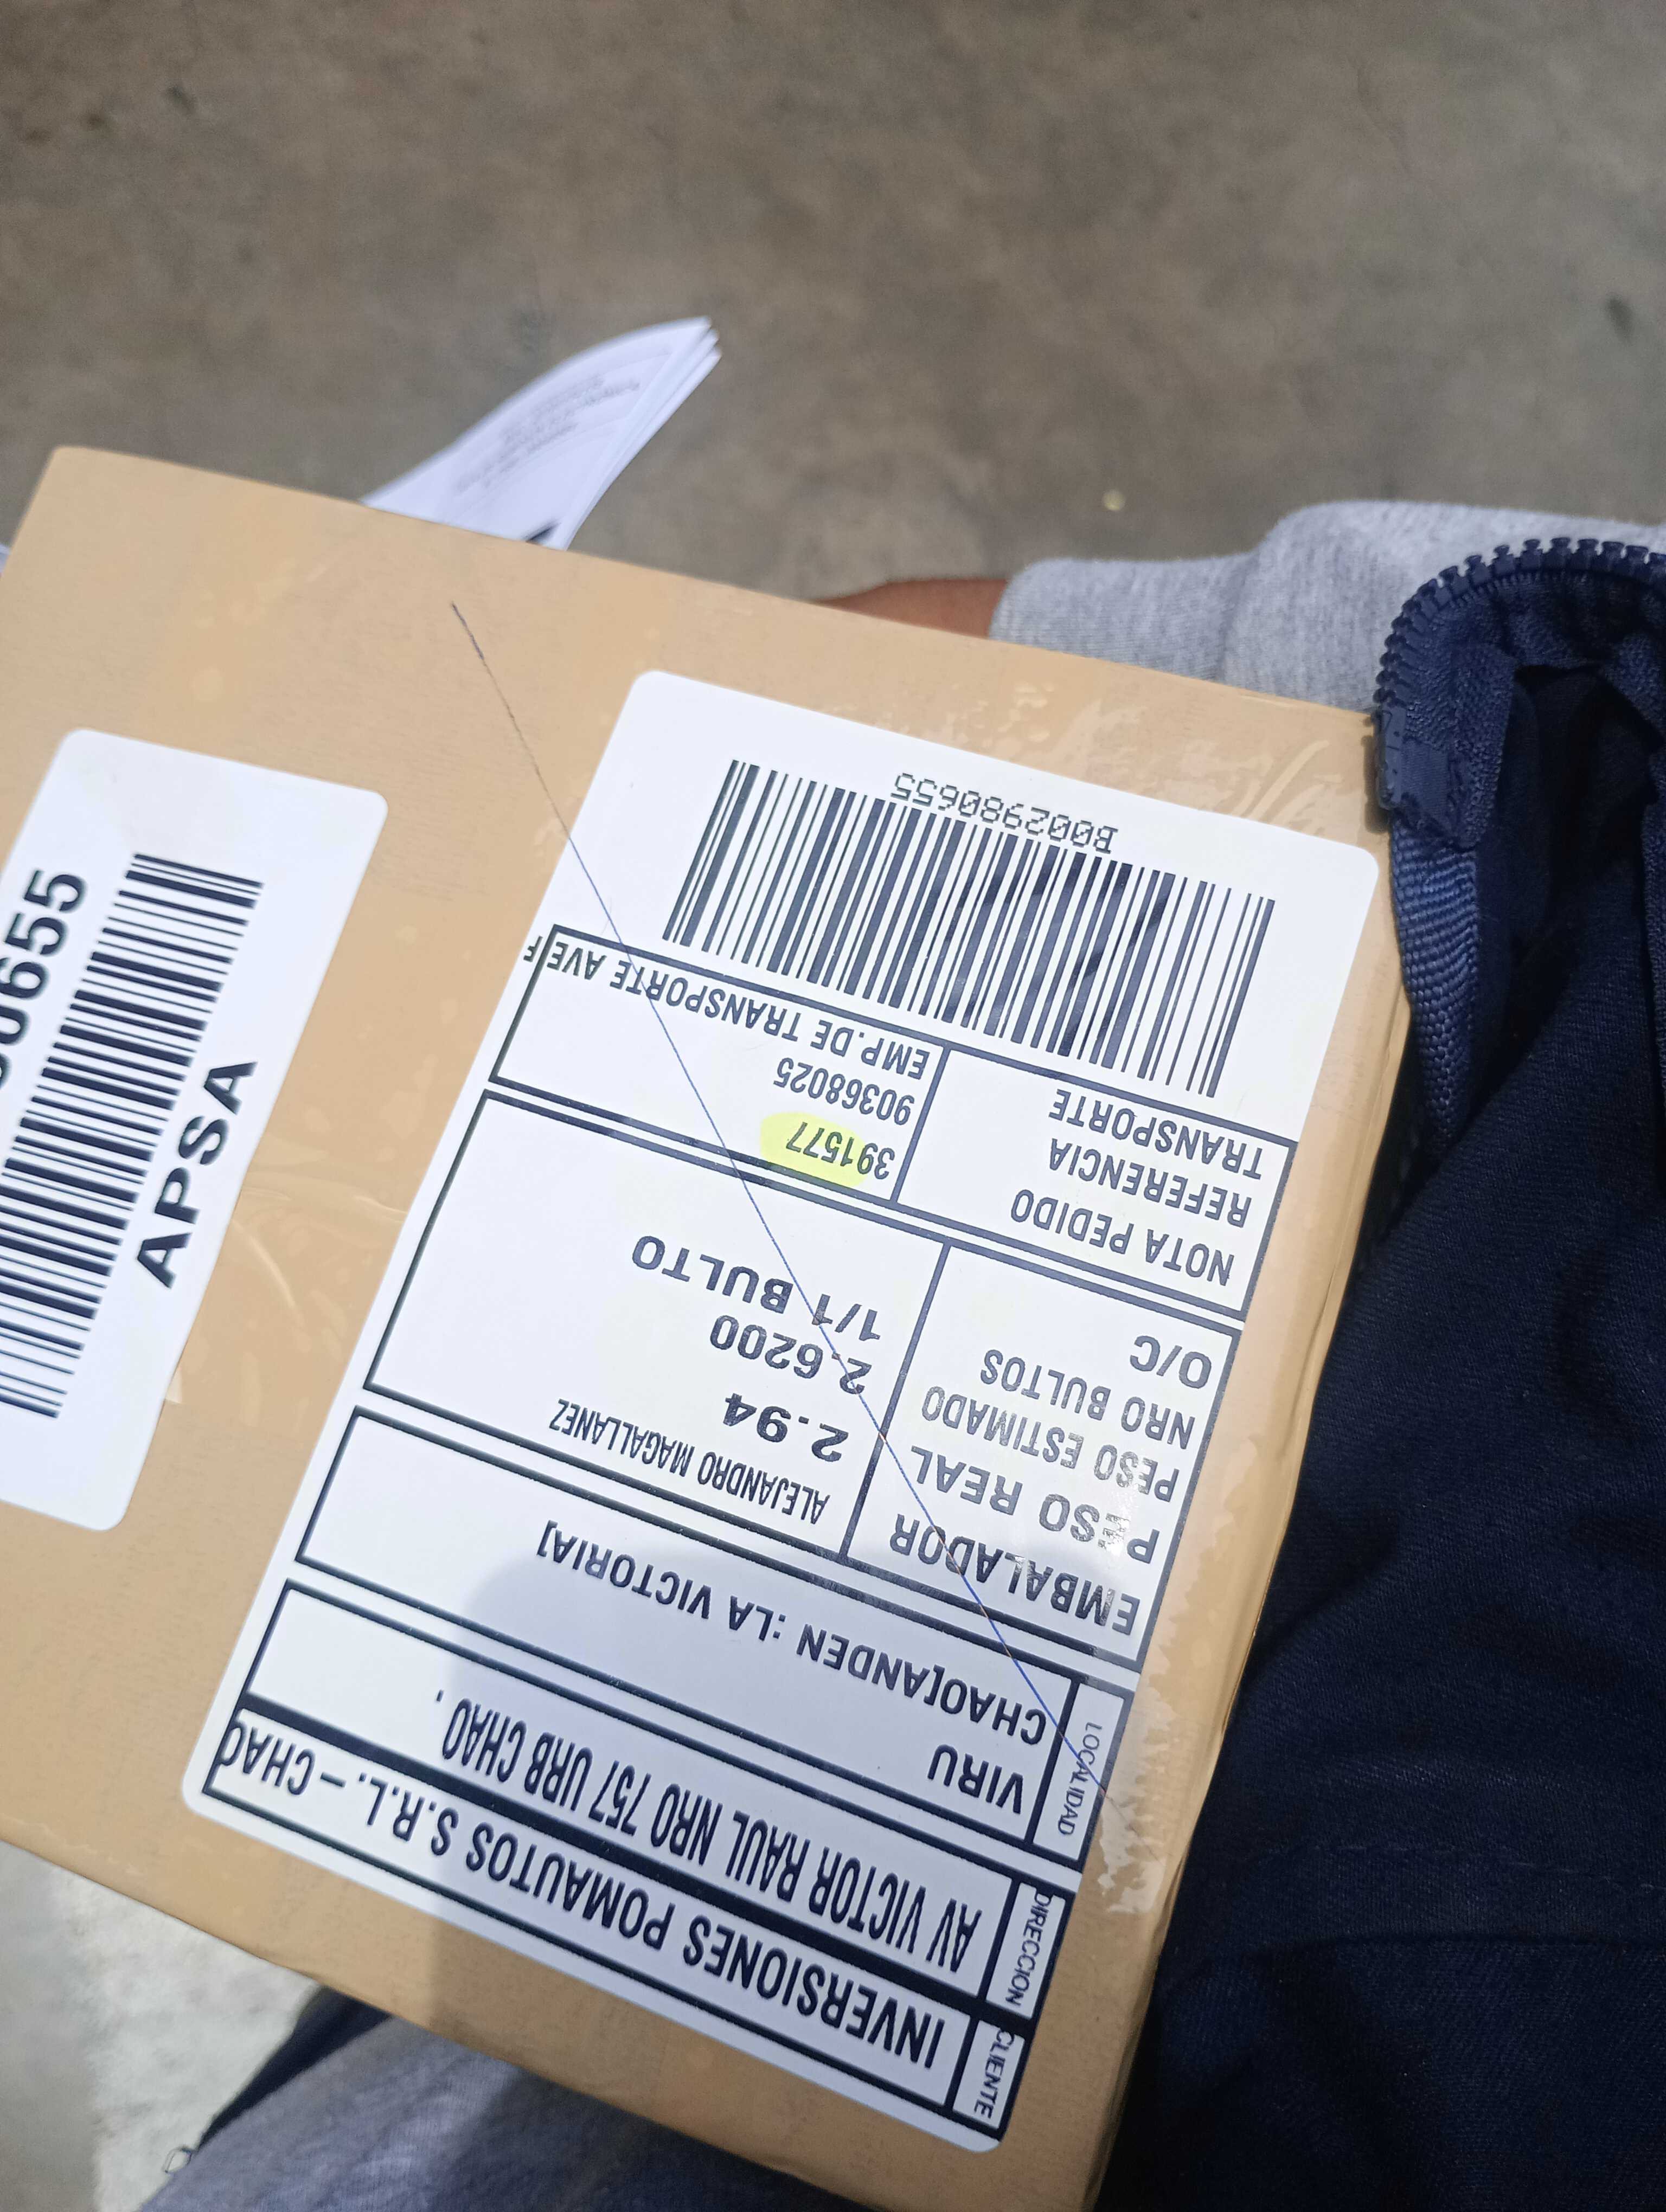 CLIENTE INVERSIONES POMAUTOS S.R.L. - CHAO
DIRECCION AV VICTOR RAUL NRO 757 URB CHAO .
LOCALIDAD VIRU
CHAO[ANDEN :LA VICTORIA]
EMBALADOR ALEJANDRO MAGALLANEZ
PESO REAL 2.94
PESO ESTIMADO 2.6200
NRO BULTOS 1/1 BULTO
O/C
NOTA PEDIDO 391577
REFERENCIA 90368025
TRANSPORTE EMP.DE TRANSPORTE AVE F
B002980655
0655
APSA